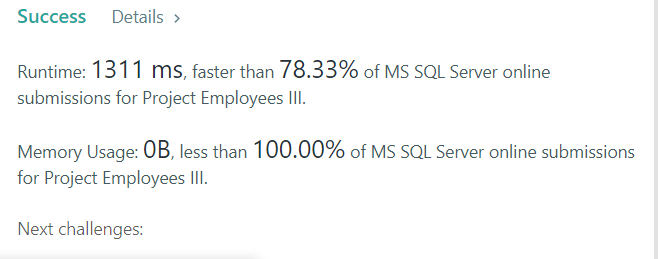 Success Details >
Runtime: 1311 ms, faster than 78.33% of MS SQL Server online
submissions for Project Employees III.
Memory Usage: 0B, less than 100.00% of MS SQL Server online submissions
for Project Employees III.
Next challenges: